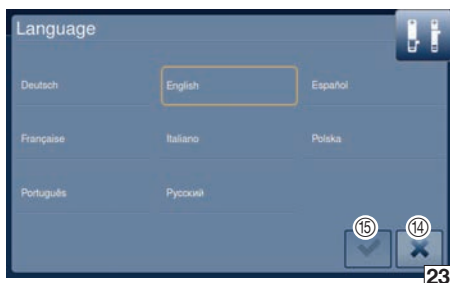 Language
Deutsch English Español
Française Italiano Polska
Português Русский
⑮ ⑭
23